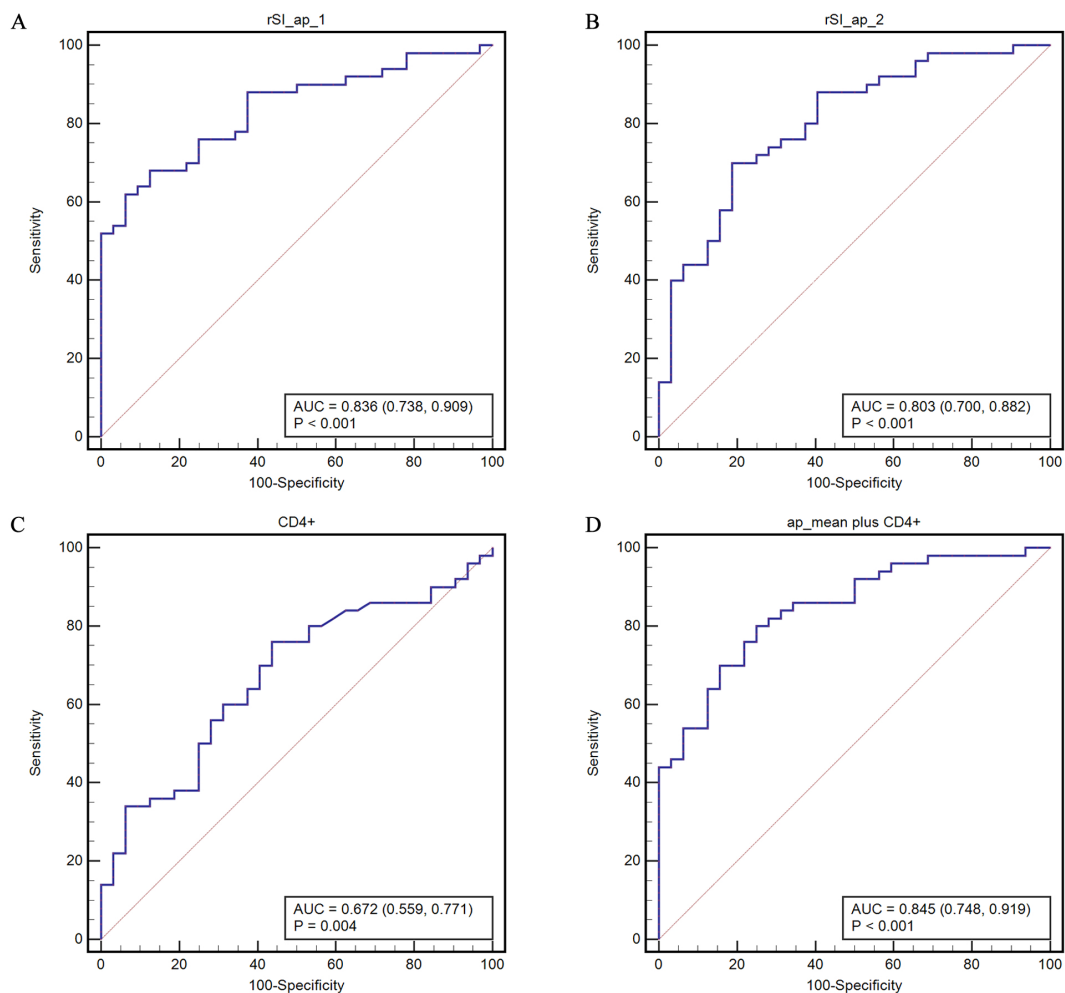 A
rSI_ap_1
100
80
60
40
20
0
Sensitivity
AUC = 0.836 (0.738, 0.909)
P < 0.001
0 20 40 60 80 100
100-Specificity
B
rSI_ap_2
100
80
60
40
20
0
Sensitivity
AUC = 0.803 (0.700, 0.882)
P < 0.001
0 20 40 60 80 100
100-Specificity
C
CD4+
100
80
60
40
20
0
Sensitivity
AUC = 0.672 (0.559, 0.771)
P = 0.004
0 20 40 60 80 100
100-Specificity
D
ap_mean plus CD4+
100
80
60
40
20
0
Sensitivity
AUC = 0.845 (0.748, 0.919)
P < 0.001
0 20 40 60 80 100
100-Specificity